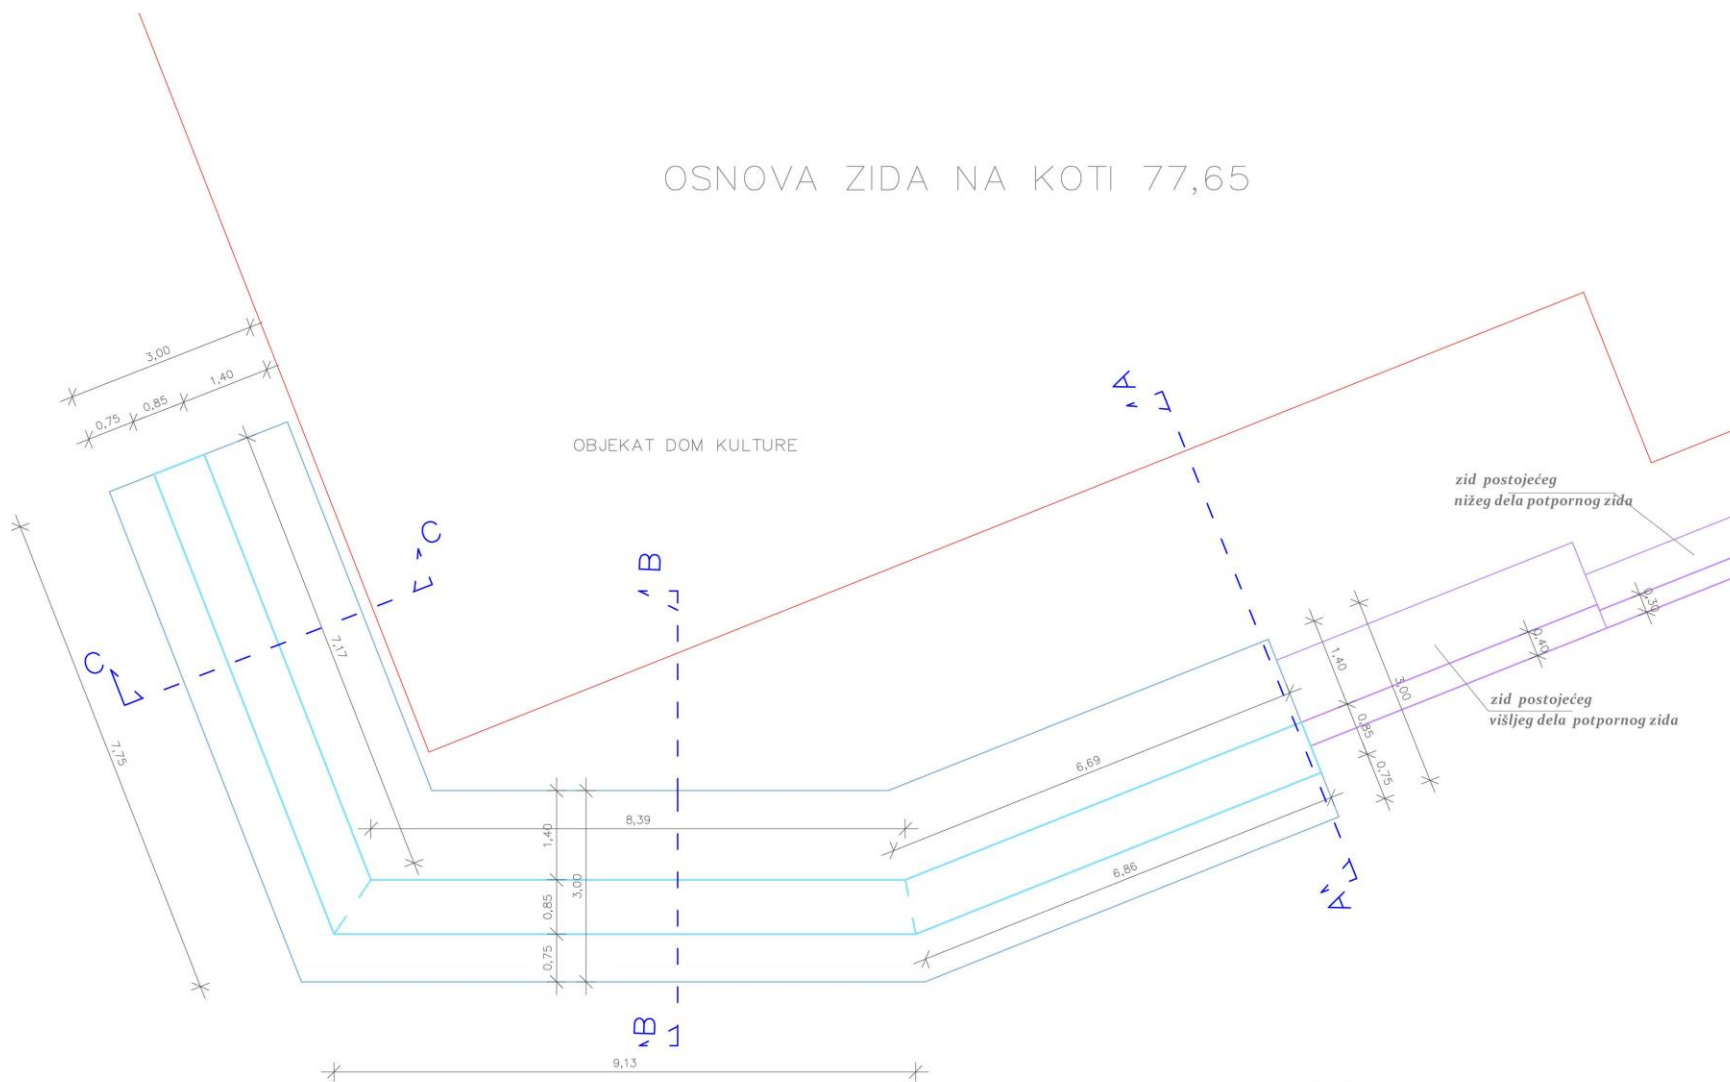 OSNOVA ZIDA NA KOTI 77,65
3,00
1,40
0,85
0,75
A
OBJEKAT DOM KULTURE
zid postojećeg
nižeg dela potpornog zida
C
B
0,30
0,40
7,17
C
1,40
3,00
zid postojećeg
višljeg dela potpornog zida
0,85
7,75
6,69
0,75
8,39
1,40
6,86
3,00
0,85
A
0,75
B
9,13